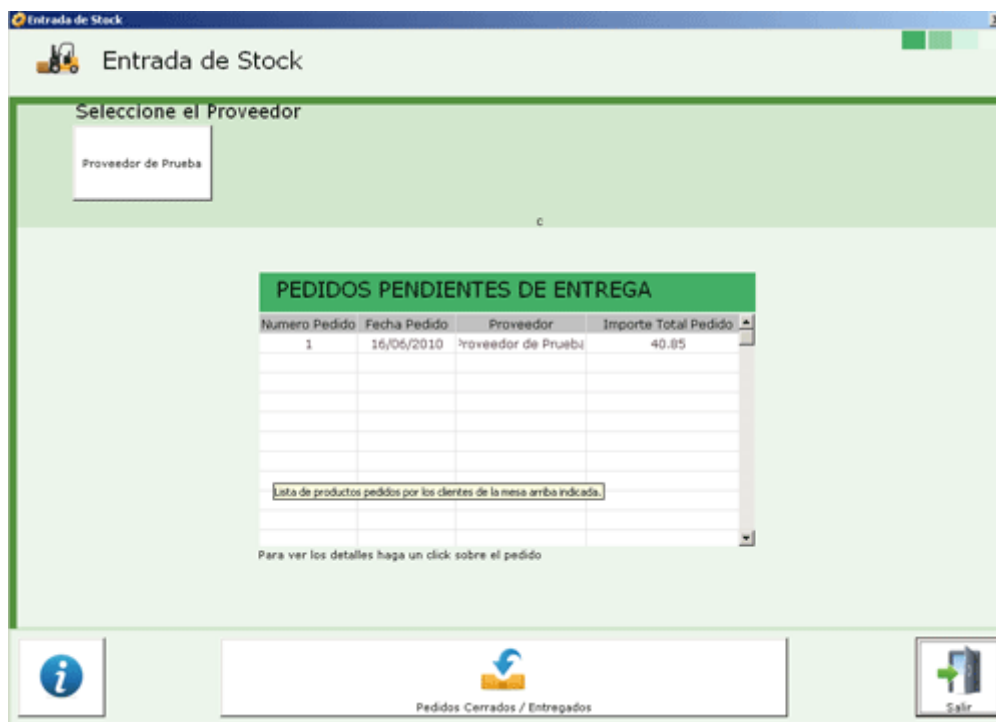 Entrada de Stock
Entrada de Stock
Seleccione el Proveedor
Proveedor de Prueba
c
PEDIDOS PENDIENTES DE ENTREGA
Numero Pedido Fecha Pedido Proveedor Importe Total Pedido
1 16/06/2010 Proveedor de Prueba 40.85
Lista de productos pedidos por los clientes de la mesa arriba indicada.
Para ver los detalles haga un click sobre el pedido
Pedidos Cerrados / Entregados
Salir